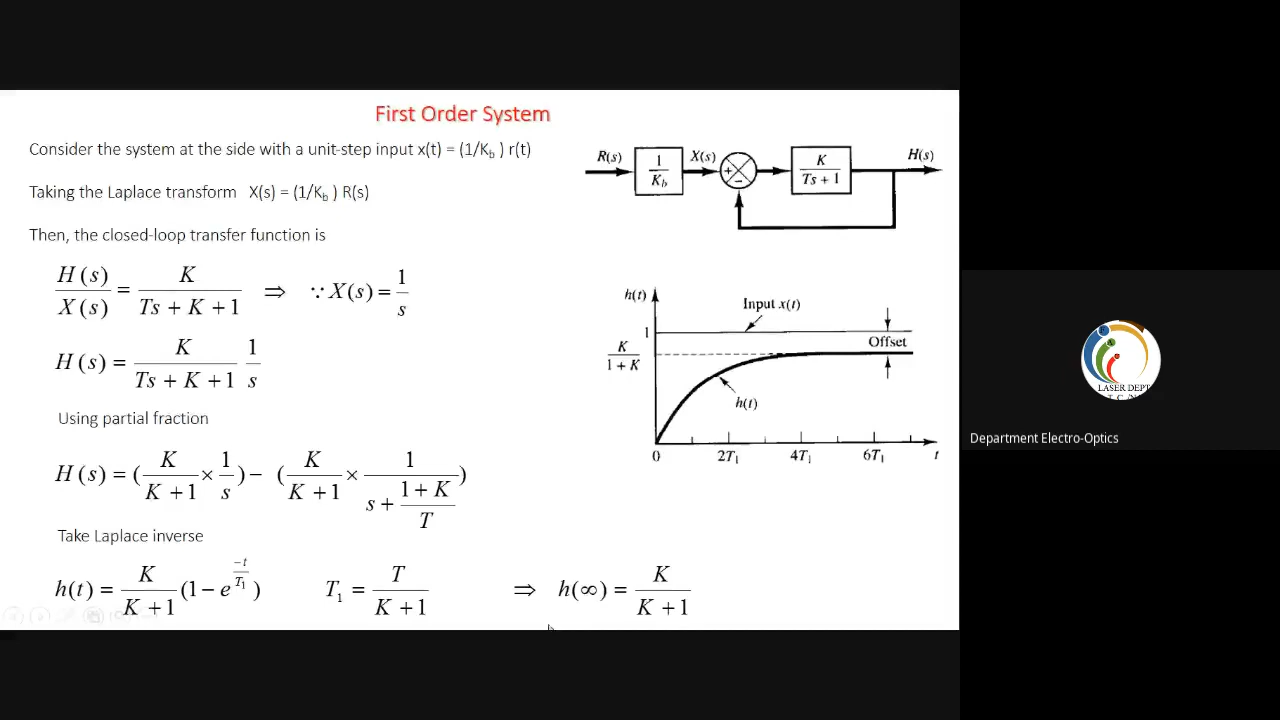 First Order System
Consider the system at the side with a unit-step input x(t) = (1/K_b ) r(t)
Taking the Laplace transform X(s) = (1/K_b ) R(s)
Then, the closed-loop transfer function is
H(s)/X(s) = K/(Ts + K + 1) ⇒ ∵ X(s) = 1/s
H(s) = K/(Ts + K + 1) 1/s
Using partial fraction
H(s) = (K/(K + 1) × 1/s) − (K/(K + 1) × 1/(s + (1 + K)/T))
Take Laplace inverse
h(t) = K/(K + 1) (1 − e^(−t/T₁)) T₁ = T/(K + 1) ⇒ h(∞) = K/(K + 1)
R(s) 1/K_b X(s) + − K/(Ts + 1) H(s)
h(t)
Input x(t)
1
Offset
K/(1 + K)
h(t)
0 2T₁ 4T₁ 6T₁ t
LASER DEPT
Department Electro-Optics